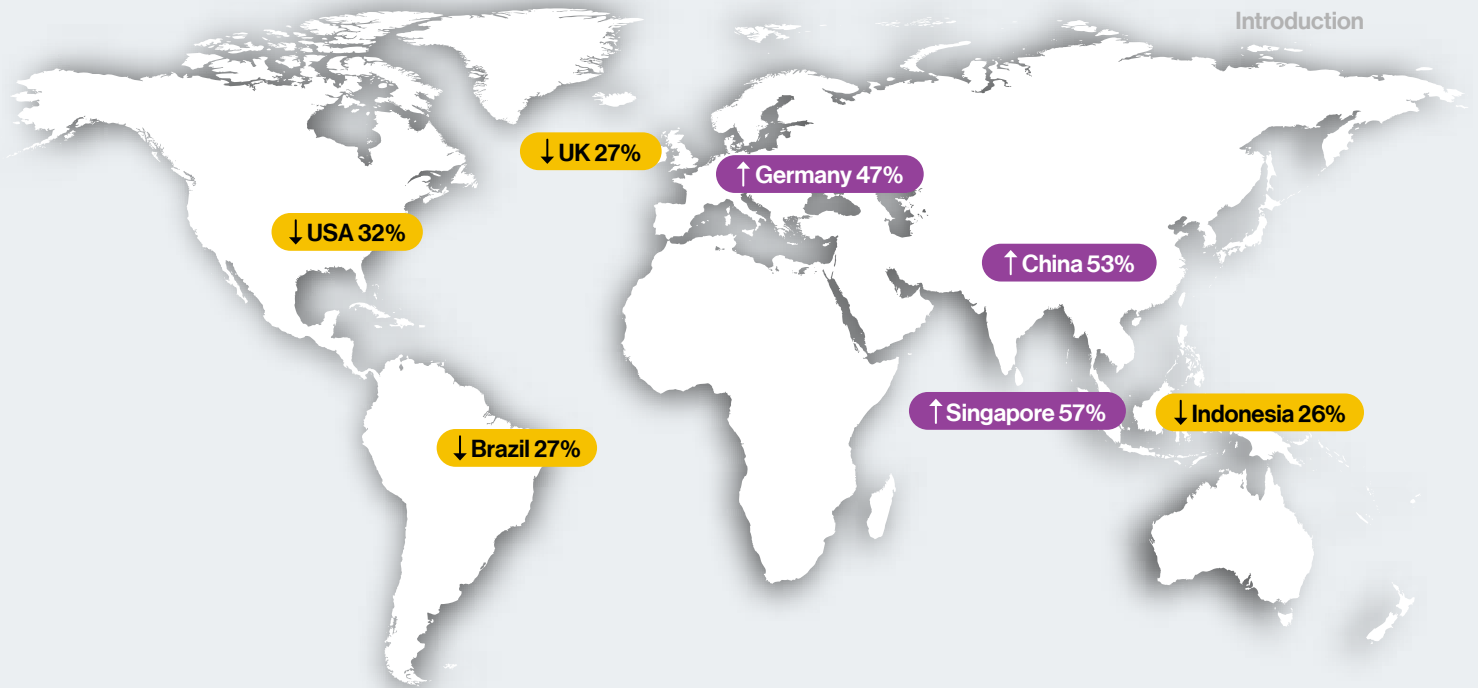 Introduction
↓ UK 27%
↑ Germany 47%
↓ USA 32%
↑ China 53%
↑ Singapore 57%
↓ Indonesia 26%
↓ Brazil 27%